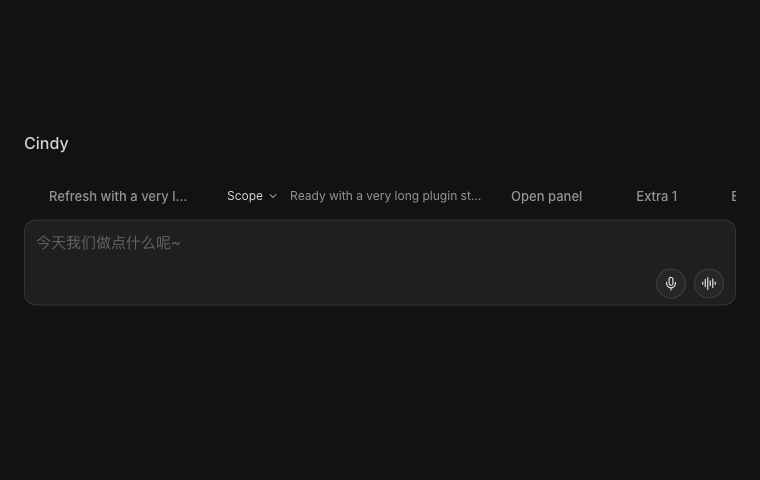 Cindy
Refresh with a very l... Scope Ready with a very long plugin st... Open panel Extra 1
今天我们做点什么呢~